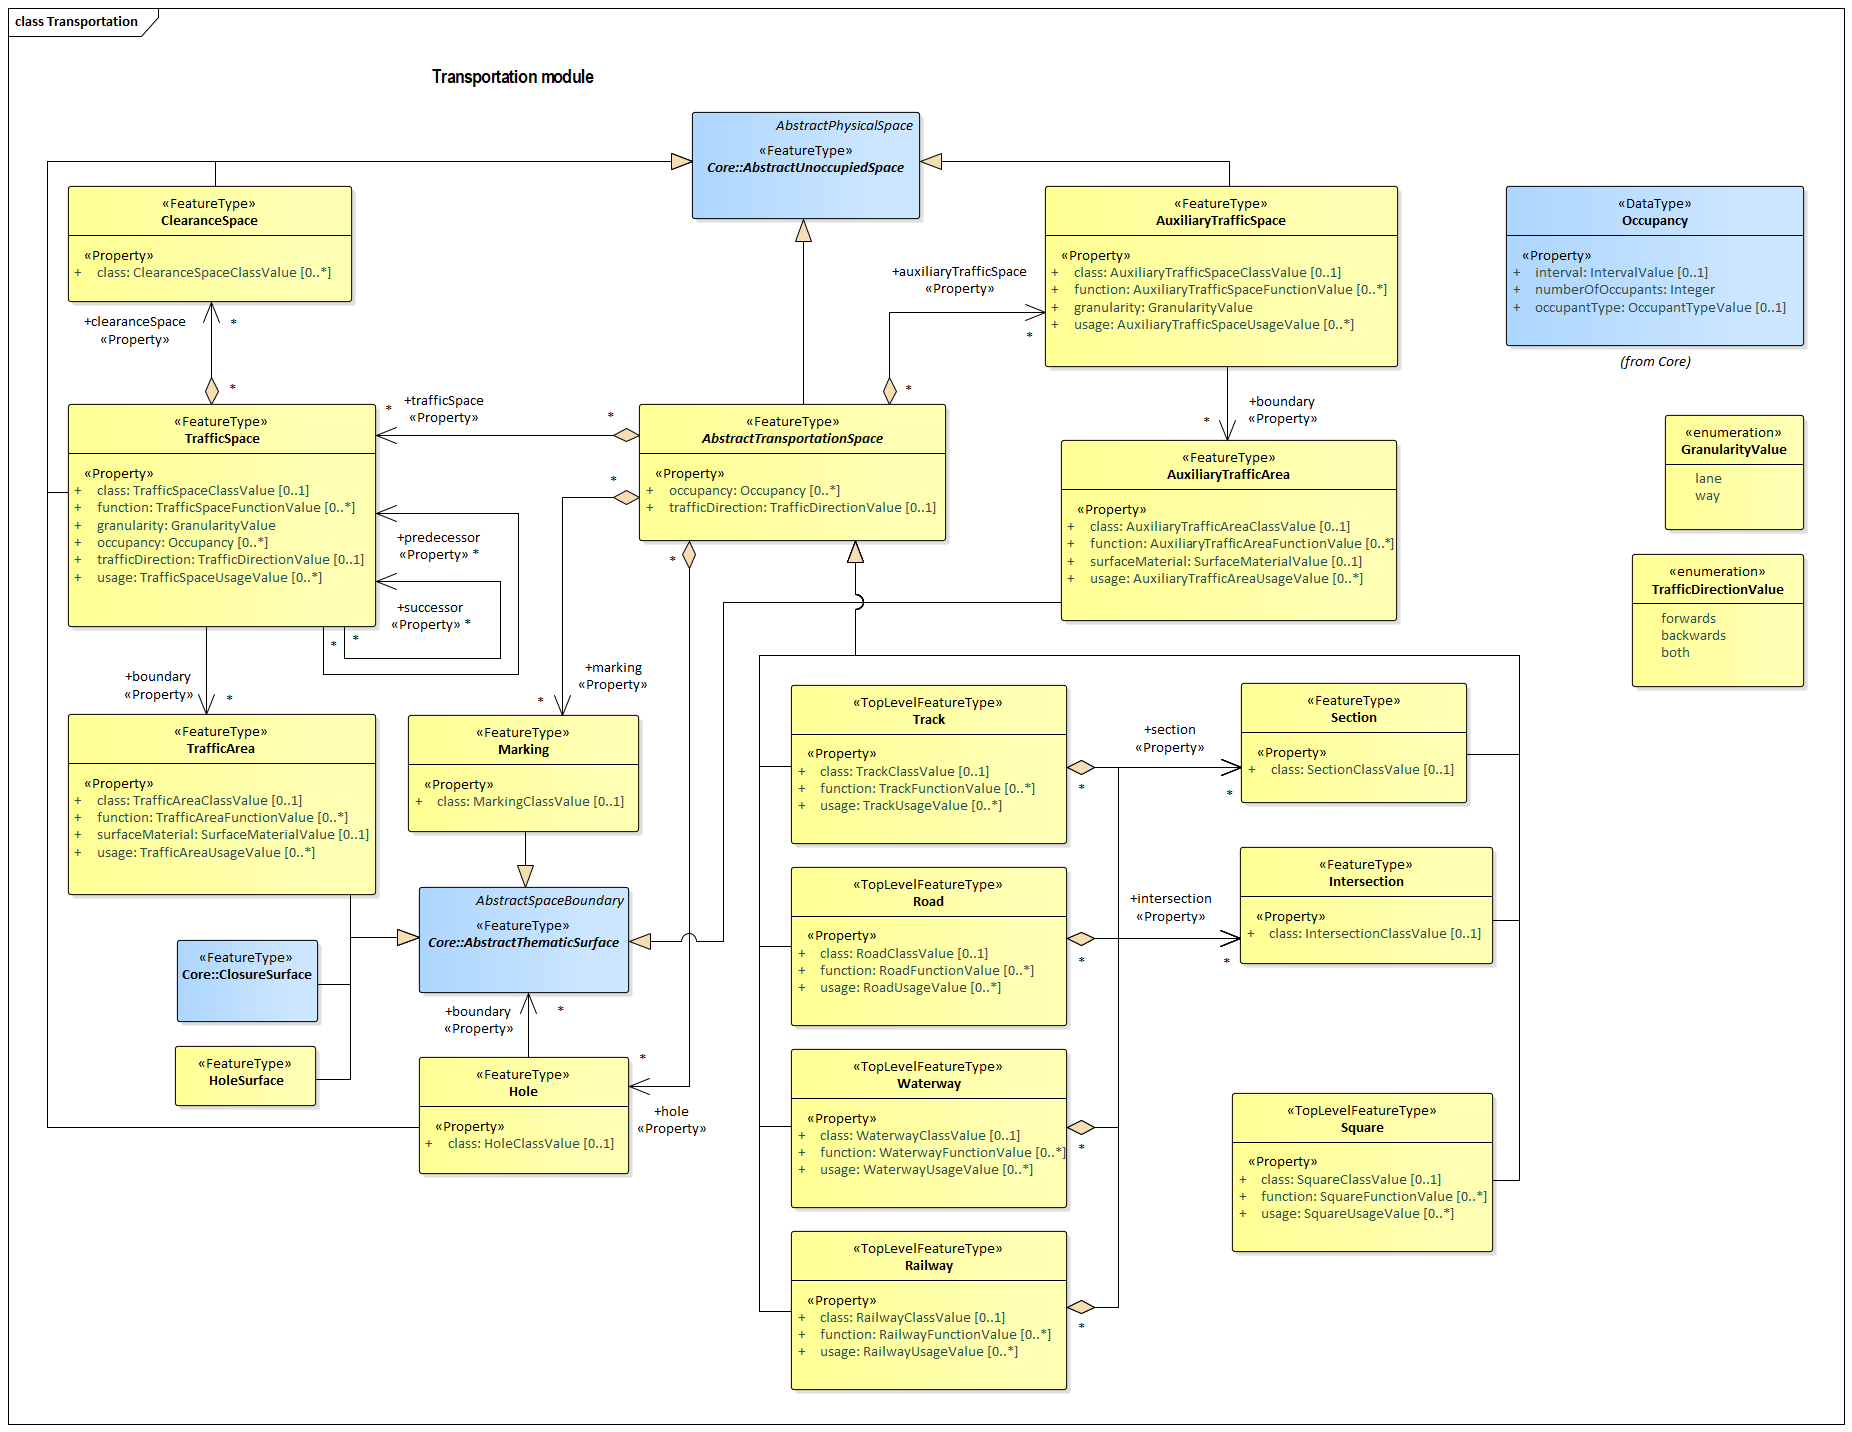 class Transportation
Transportation module
AbstractPhysicalSpace
«FeatureType»
Core::AbstractUnoccupiedSpace
«FeatureType»
ClearanceSpace
«Property»
+ class: ClearanceSpaceClassValue [0..*]
+auxiliaryTrafficSpace
«Property»
*
*
«FeatureType»
AuxiliaryTrafficSpace
«Property»
+ class: AuxiliaryTrafficSpaceClassValue [0..1]
+ function: AuxiliaryTrafficSpaceFunctionValue [0..*]
+ granularity: GranularityValue
+ usage: AuxiliaryTrafficSpaceUsageValue [0..*]
«DataType»
Occupancy
«Property»
+ interval: IntervalValue [0..1]
+ numberOfOccupants: Integer
+ occupantType: OccupantTypeValue [0..1]
(from Core)
+clearanceSpace
«Property»
*
*
«FeatureType»
TrafficSpace
«Property»
+ class: TrafficSpaceClassValue [0..1]
+ function: TrafficSpaceFunctionValue [0..*]
+ granularity: GranularityValue
+ occupancy: Occupancy [0..*]
+ trafficDirection: TrafficDirectionValue [0..1]
+ usage: TrafficSpaceUsageValue [0..*]
*
+trafficSpace
«Property»
*
«FeatureType»
AbstractTransportationSpace
«Property»
+ occupancy: Occupancy [0..*]
+ trafficDirection: TrafficDirectionValue [0..1]
*
*
+boundary
«Property»
*
«FeatureType»
AuxiliaryTrafficArea
«Property»
+ class: AuxiliaryTrafficAreaClassValue [0..1]
+ function: AuxiliaryTrafficAreaFunctionValue [0..*]
+ surfaceMaterial: SurfaceMaterialValue [0..1]
+ usage: AuxiliaryTrafficAreaUsageValue [0..*]
«enumeration»
GranularityValue
lane
way
«enumeration»
TrafficDirectionValue
forwards
backwards
both
+predecessor
«Property» *
+successor
«Property» *
*
*
+boundary
«Property»
*
+marking
«Property»
*
«FeatureType»
TrafficArea
«Property»
+ class: TrafficAreaClassValue [0..1]
+ function: TrafficAreaFunctionValue [0..*]
+ surfaceMaterial: SurfaceMaterialValue [0..1]
+ usage: TrafficAreaUsageValue [0..*]
«FeatureType»
Marking
«Property»
+ class: MarkingClassValue [0..1]
«TopLevelFeatureType»
Track
«Property»
+ class: TrackClassValue [0..1]
+ function: TrackFunctionValue [0..*]
+ usage: TrackUsageValue [0..*]
*
+section
«Property»
*
«FeatureType»
Section
«Property»
+ class: SectionClassValue [0..1]
«TopLevelFeatureType»
Road
«Property»
+ class: RoadClassValue [0..1]
+ function: RoadFunctionValue [0..*]
+ usage: RoadUsageValue [0..*]
*
+intersection
«Property»
*
«FeatureType»
Intersection
«Property»
+ class: IntersectionClassValue [0..1]
AbstractSpaceBoundary
«FeatureType»
Core::AbstractThematicSurface
«FeatureType»
Core::ClosureSurface
«FeatureType»
HoleSurface
+boundary
«Property»
*
«FeatureType»
Hole
«Property»
+ class: HoleClassValue [0..1]
*
+hole
«Property»
«TopLevelFeatureType»
Waterway
«Property»
+ class: WaterwayClassValue [0..1]
+ function: WaterwayFunctionValue [0..*]
+ usage: WaterwayUsageValue [0..*]
*
«TopLevelFeatureType»
Square
«Property»
+ class: SquareClassValue [0..1]
+ function: SquareFunctionValue [0..*]
+ usage: SquareUsageValue [0..*]
«TopLevelFeatureType»
Railway
«Property»
+ class: RailwayClassValue [0..1]
+ function: RailwayFunctionValue [0..*]
+ usage: RailwayUsageValue [0..*]
*